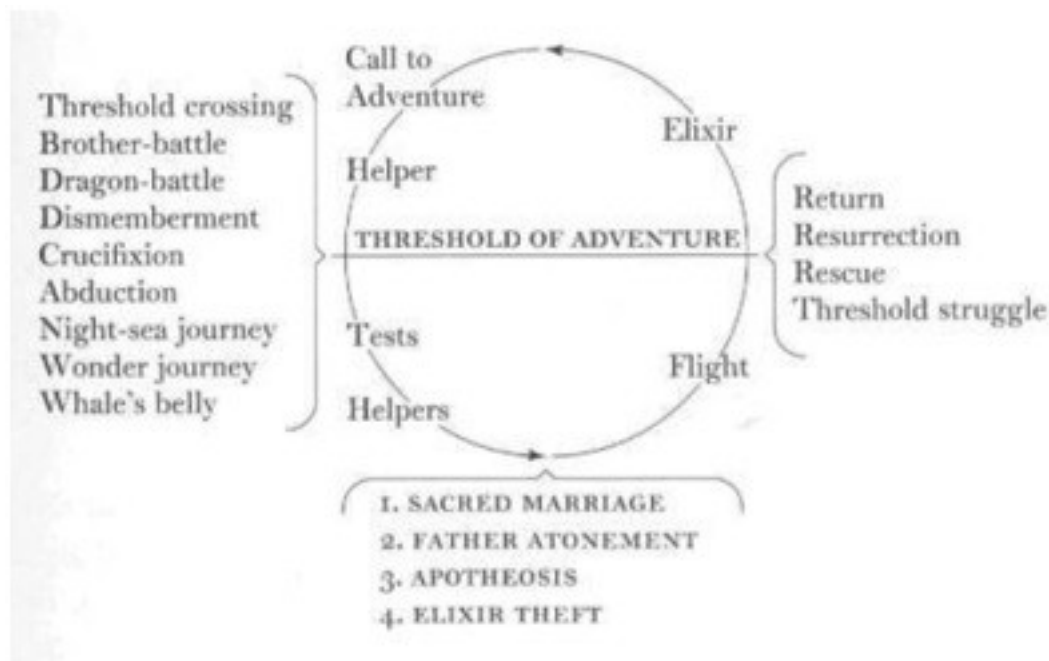 Call to
Adventure
Helper
Threshold crossing
Brother-battle
Dragon-battle
Dismemberment
Crucifixion
Abduction
Night-sea journey
Wonder journey
Whale's belly
THRESHOLD OF ADVENTURE
Tests
Helpers
Elixir
Flight
Return
Resurrection
Rescue
Threshold struggle
1. SACRED MARRIAGE
2. FATHER ATONEMENT
3. APOTHEOSIS
4. ELIXIR THEFT